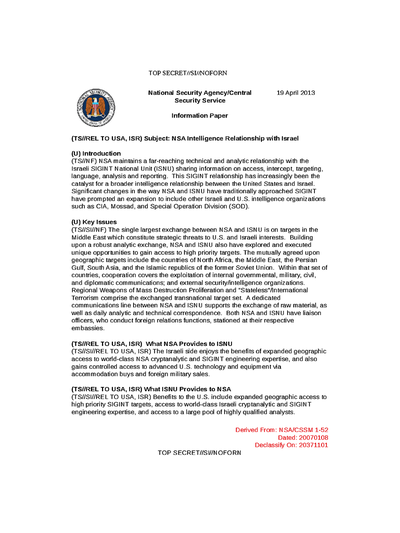 TOP SECRET//SI//NOFORN
National Security Agency/Central
Security Service
19 April 2013
Information Paper
(TS//REL TO USA, ISR) Subject: NSA Intelligence Relationship with Israel
(U) Introduction
(TS//NF) NSA maintains a far-reaching technical and analytic relationship with the
Israeli SIGINT National Unit (ISNU) sharing information on access, intercept, targeting,
language, analysis and reporting. This SIGINT relationship has increasingly been the
catalyst for a broader intelligence relationship between the United States and Israel.
Significant changes in the way NSA and ISNU have traditionally approached SIGINT
have prompted an expansion to include other Israeli and U.S. intelligence organizations
such as CIA, Mossad, and Special Operation Division (SOD).
(U) Key Issues
(TS//SI//NF) The single largest exchange between NSA and ISNU is on targets in the
Middle East which constitute strategic threats to U.S. and Israeli interests. Building
upon a robust analytic exchange, NSA and ISNU also have explored and executed
unique opportunities to gain access to high priority targets. The mutually agreed upon
geographic targets include the countries of North Africa, the Middle East, the Persian
Gulf, South Asia, and the Islamic republics of the former Soviet Union. Within that set of
countries, cooperation covers the exploitation of internal governmental, military, civil,
and diplomatic communications; and external security/intelligence organizations.
Regional Weapons of Mass Destruction Proliferation and "Stateless"/International
Terrorism comprise the exchanged transnational target set. A dedicated
communications line between NSA and ISNU supports the exchange of raw material, as
well as daily analytic and technical correspondence. Both NSA and ISNU have liaison
officers, who conduct foreign relations functions, stationed at their respective
embassies.
(TS//REL TO USA, ISR) What NSA Provides to ISNU
(TS//SI//REL TO USA, ISR) The Israeli side enjoys the benefits of expanded geographic
access to world-class NSA cryptanalytic and SIGINT engineering expertise, and also
gains controlled access to advanced U.S. technology and equipment via
accommodation buys and foreign military sales.
(TS//REL TO USA, ISR) What ISNU Provides to NSA
(TS//SI//REL TO USA, ISR) Benefits to the U.S. include expanded geographic access to
high priority SIGINT targets, access to world-class Israeli cryptanalytic and SIGINT
engineering expertise, and access to a large pool of highly qualified analysts.
Derived From: NSA/CSSM 1-52
Dated: 20070108
Declassify On: 20371101
TOP SECRET//SI//NOFORN